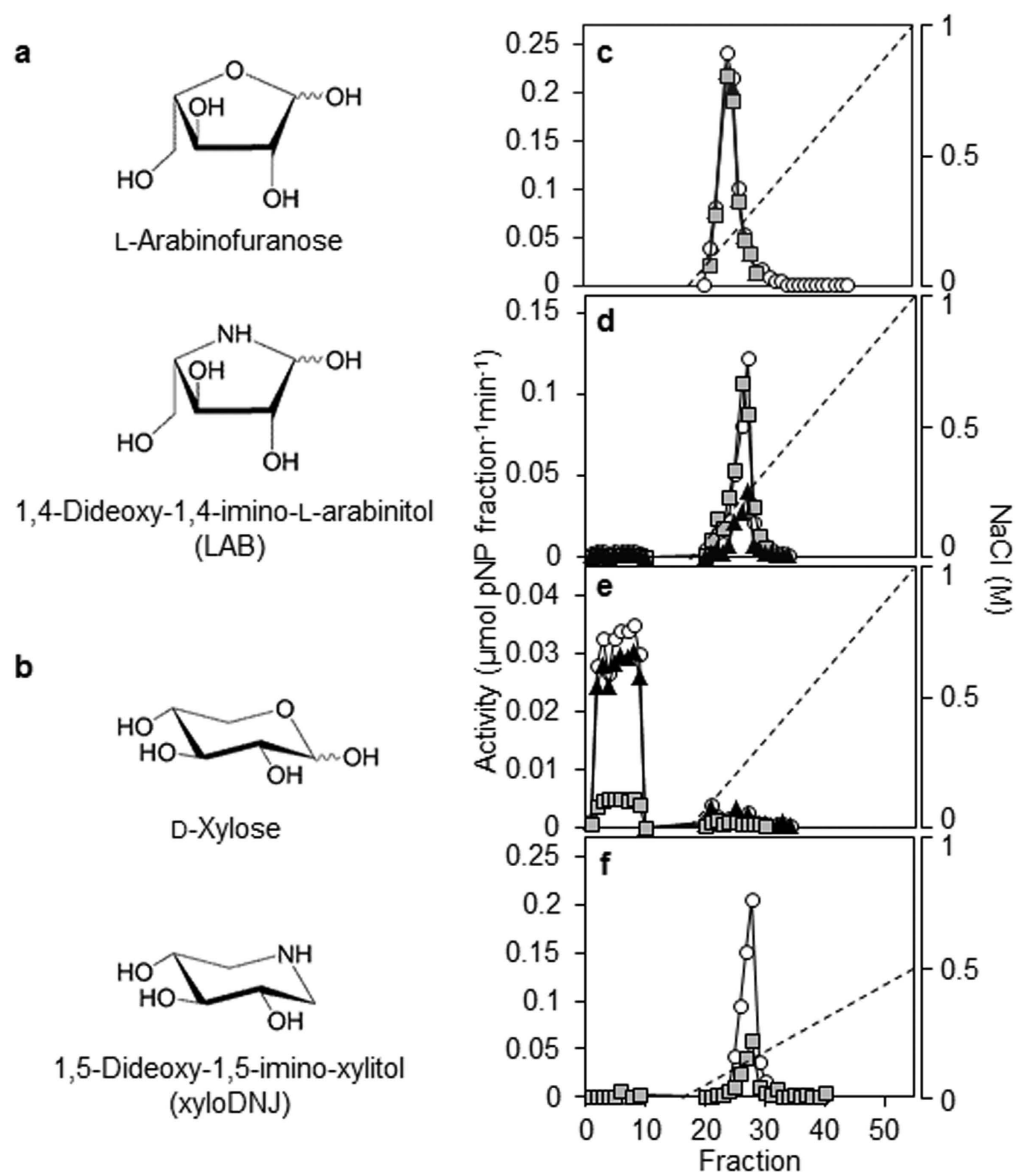 a
O
OH
OH
HO
OH
L-Arabinofuranose
NH
OH
OH
HO
OH
1,4-Dideoxy-1,4-imino-L-arabinitol
(LAB)
b
HO
O
HO
OH
OH
D-Xylose
HO
NH
HO
OH
1,5-Dideoxy-1,5-imino-xylitol
(xyloDNJ)
Activity (µmol pNP fraction-1min-1)
c
0.25
0.2
0.15
0.1
0.05
0
1
0.5
0
d
0.15
0.1
0.05
0
1
0.5
0
e
0.04
0.03
0.02
0.01
0
1
0.5
0
f
0.25
0.2
0.15
0.1
0.05
0
1
0.5
0
NaCl (M)
0 10 20 30 40 50
Fraction